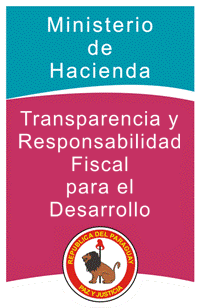 Ministerio
de
Hacienda
Transparencia y
Responsabilidad
Fiscal
para el
Desarrollo
REPUBLICA DEL PARAGUAY
PAZ Y JUSTICIA